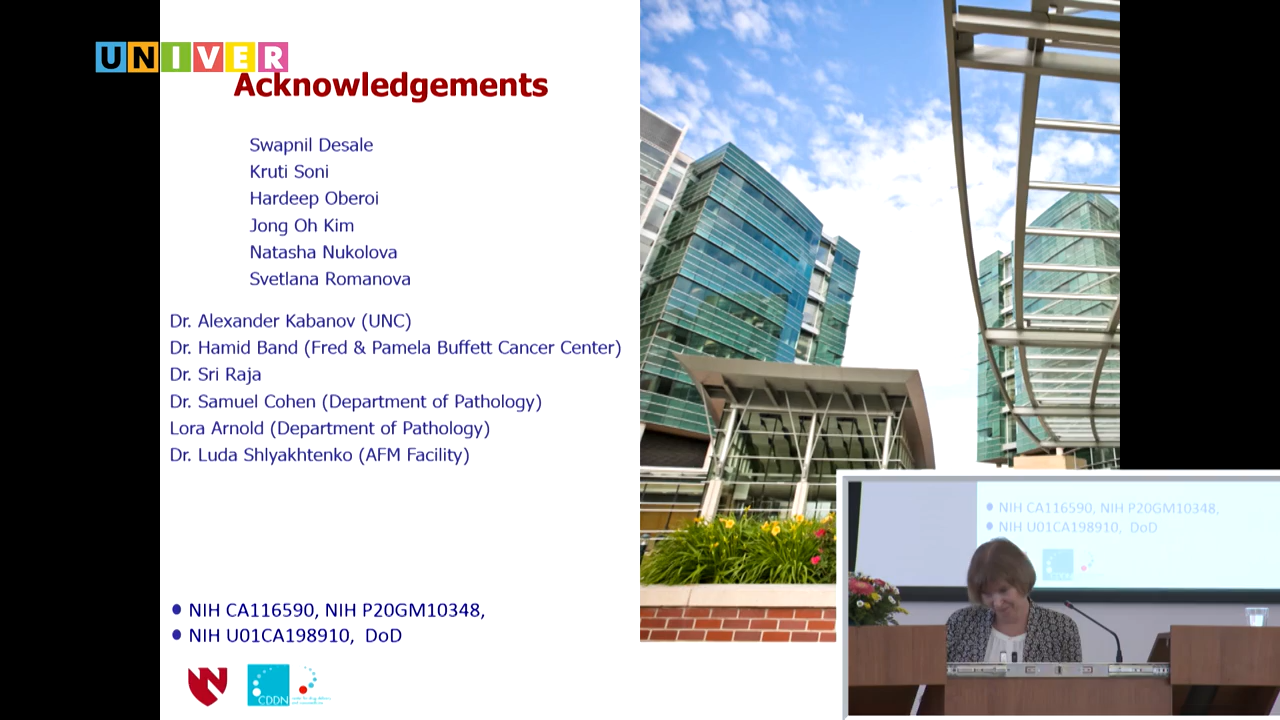 UNIVER
Acknowledgements
Swapnil Desale
Kruti Soni
Hardeep Oberoi
Jong Oh Kim
Natasha Nukolova
Svetlana Romanova
Dr. Alexander Kabanov (UNC)
Dr. Hamid Band (Fred & Pamela Buffett Cancer Center)
Dr. Sri Raja
Dr. Samuel Cohen (Department of Pathology)
Lora Arnold (Department of Pathology)
Dr. Luda Shlyakhtenko (AFM Facility)
• NIH CA116590, NIH P20GM10348,
• NIH U01CA198910, DoD
N
CDDN
• NIH CA116590, NIH P20GM10348,
• NIH U01CA198910, DoD
CDDN